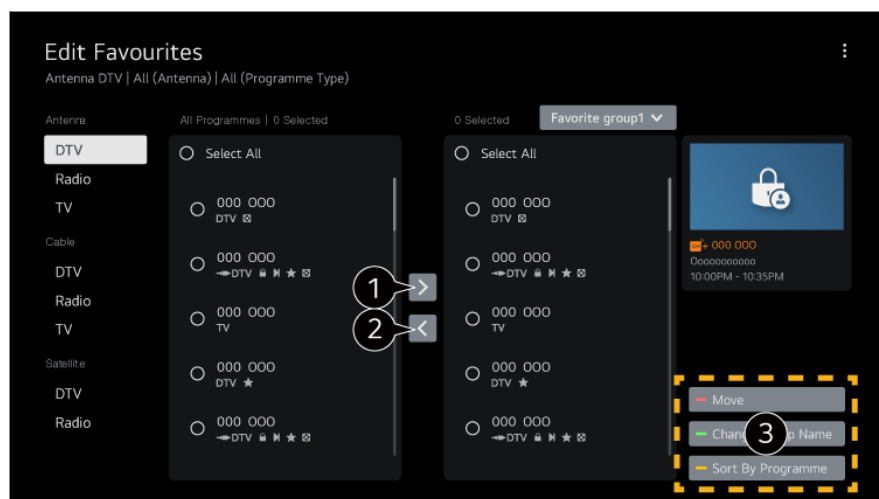 Edit Favourites
Antenna DTV | All (Antenna) | All (Programme Type)
Antenna
All Programmes | 0 Selected
0 Selected
Favorite group1
DTV
Radio
TV
Cable
DTV
Radio
TV
Satellite
DTV
Radio
Select All
000 000
DTV
000 000
DTV
000 000
TV
000 000
DTV
000 000
DTV
1
2
Select All
000 000
DTV
000 000
DTV
000 000
TV
000 000
DTV
000 000
DTV
CH + 000 000
Oooooooooo
10:00PM - 10:35PM
Move
3
Name
Sort By Programme